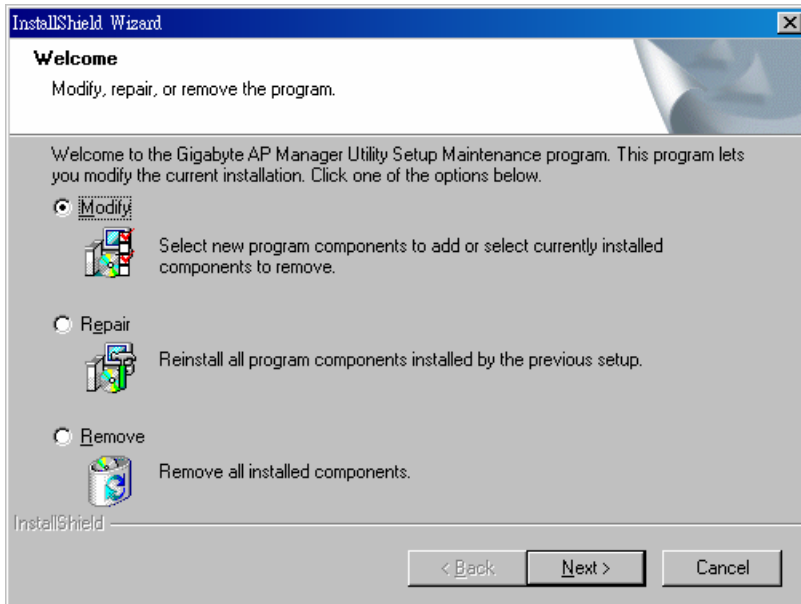 InstallShield Wizard
Welcome
Modify, repair, or remove the program.
Welcome to the Gigabyte AP Manager Utility Setup Maintenance program. This program lets
you modify the current installation. Click one of the options below.
Modify
Select new program components to add or select currently installed
components to remove.
Repair
Reinstall all program components installed by the previous setup.
Remove
Remove all installed components.
InstallShield
< Back
Next >
Cancel